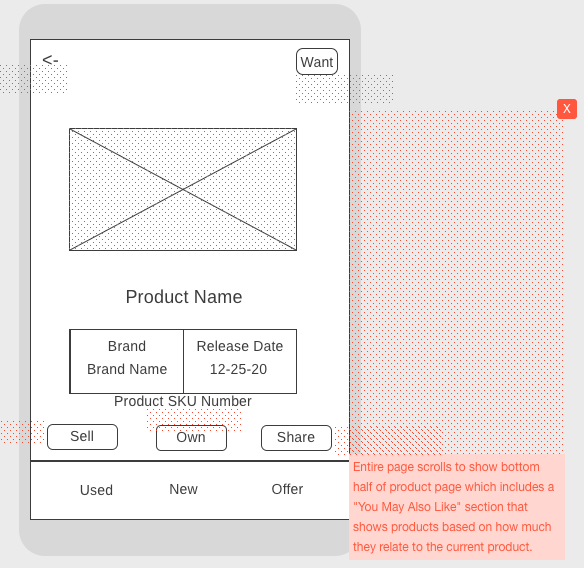 <-
Want
X
Product Name
Brand
Release Date
Brand Name
12-25-20
Product SKU Number
Sell
Own
Share
Used
New
Offer
Entire page scrolls to show bottom
half of product page which includes a
"You May Also Like" section that
shows products based on how much
they relate to the current product.